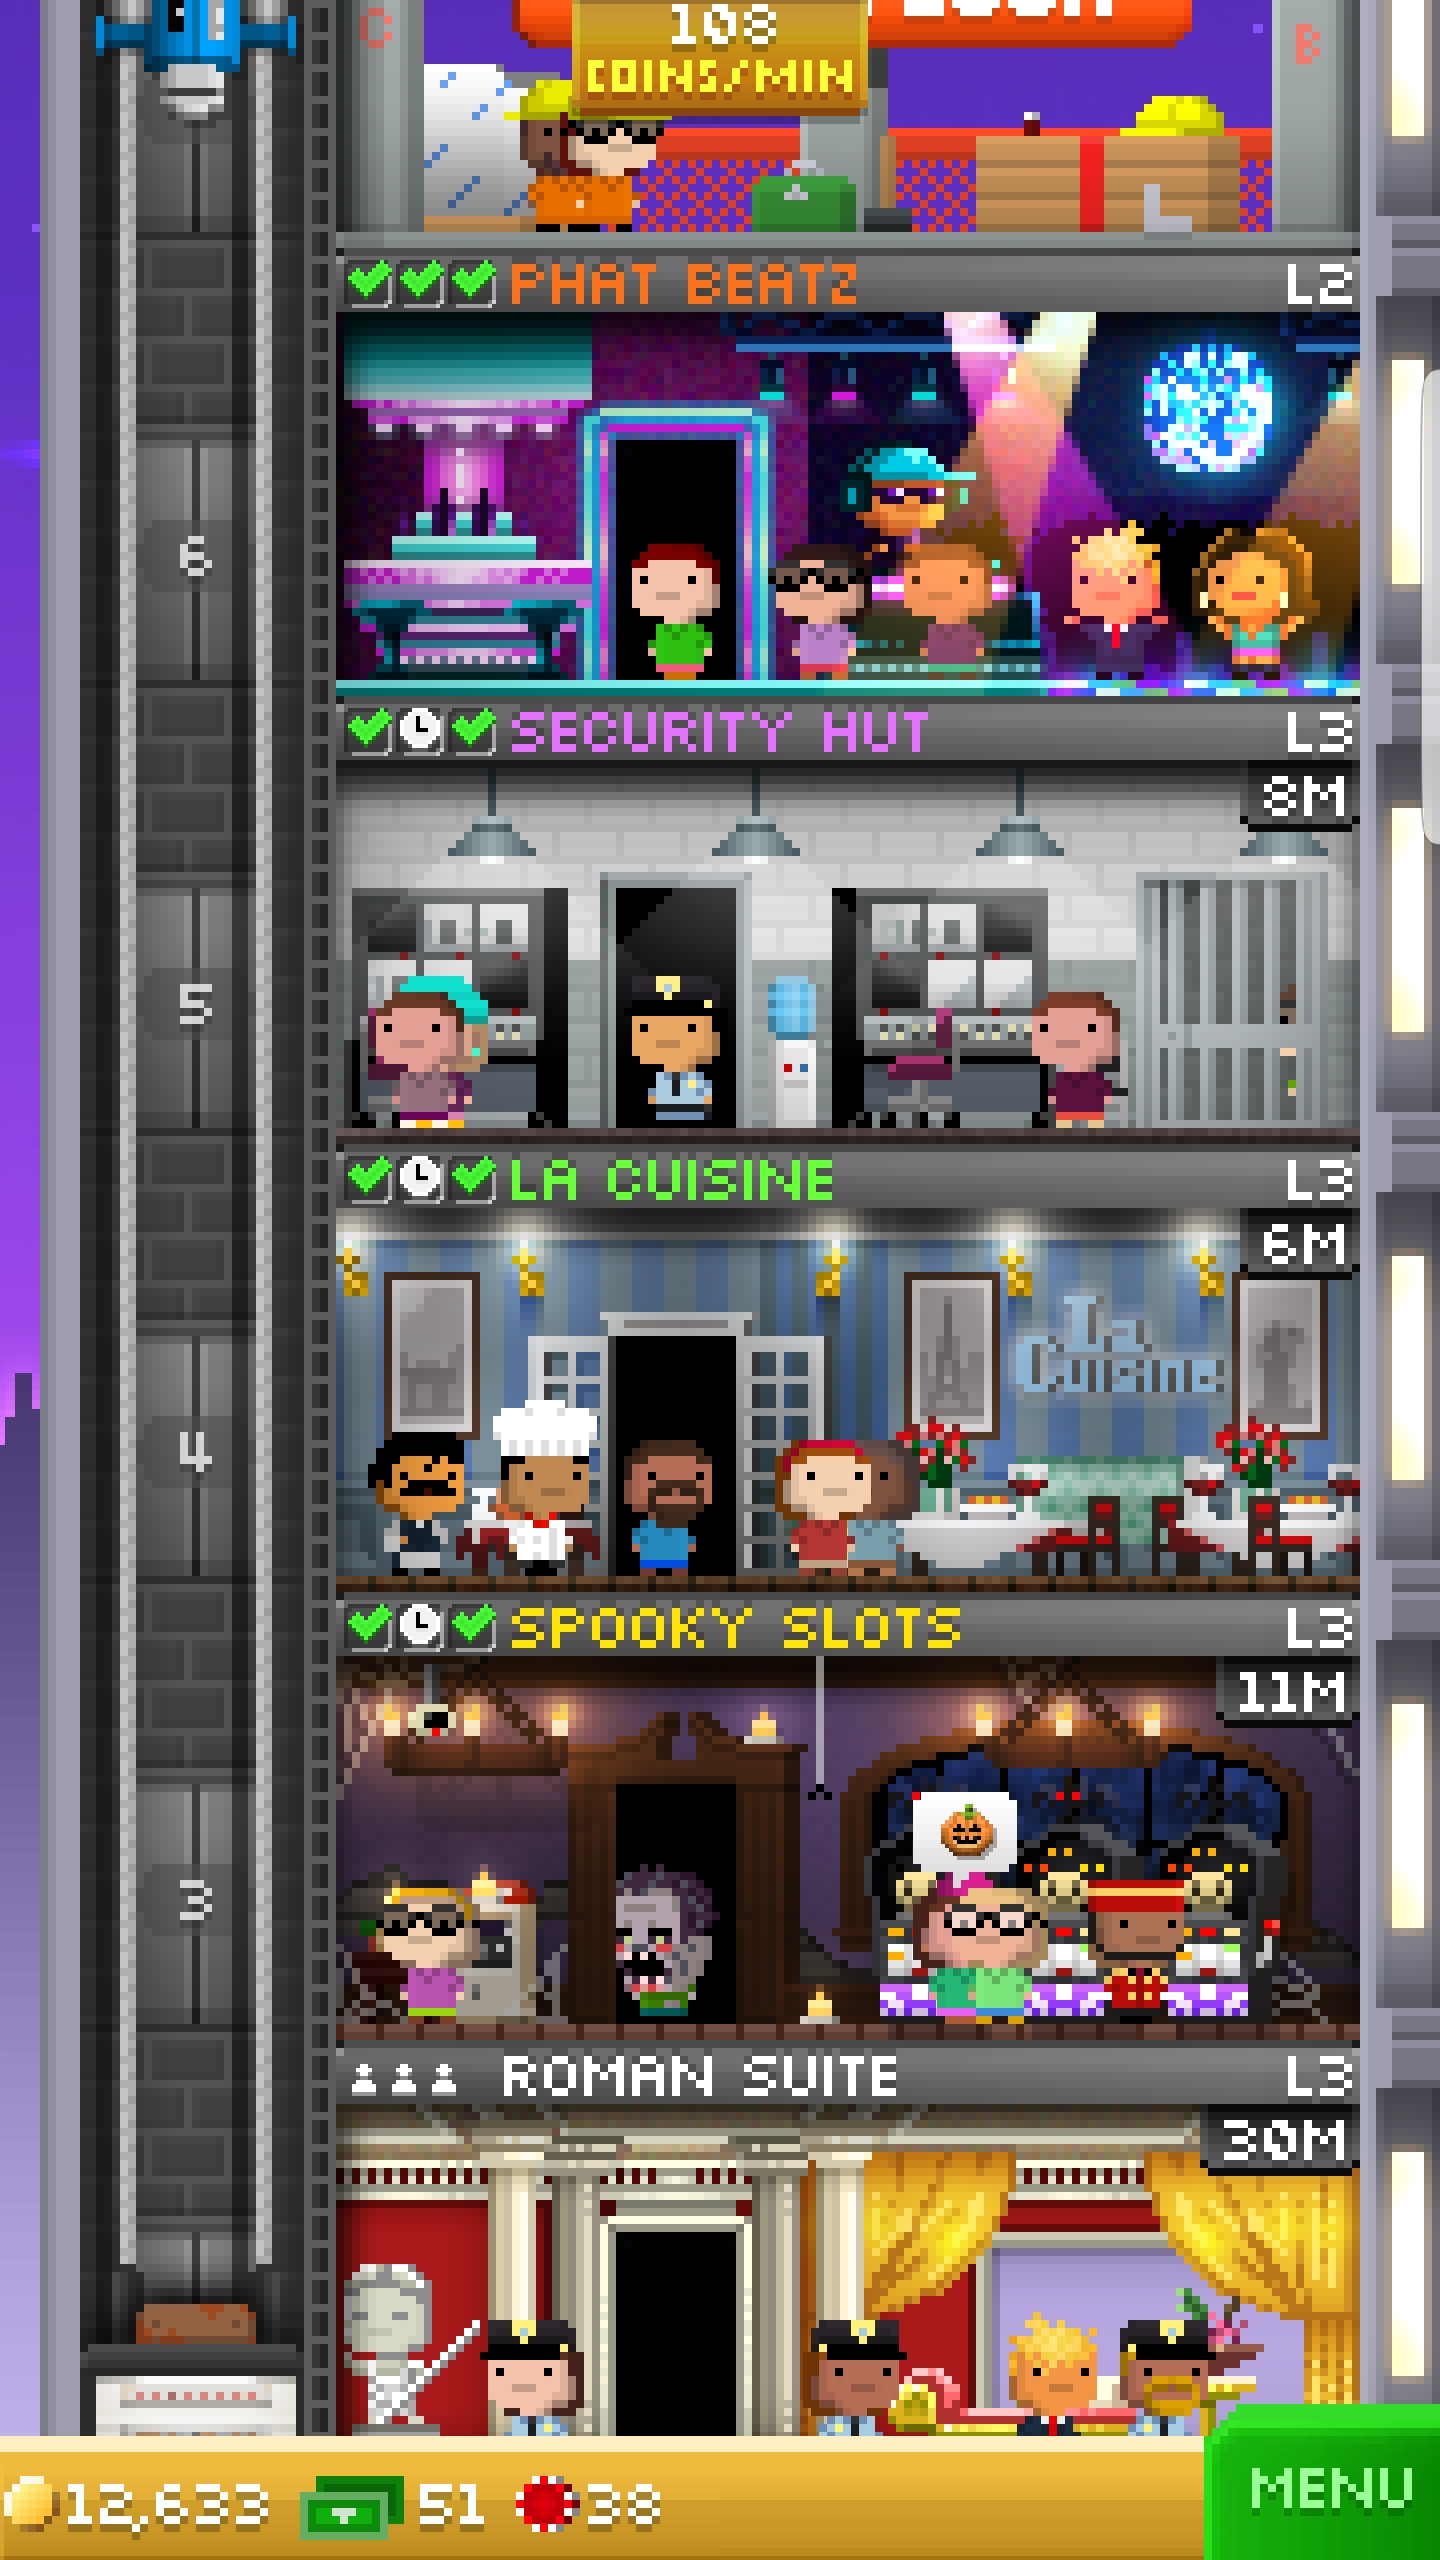 108
COINS/MIN
C
B
PHAT BEATZ L2
6
SECURITY HUT L3
8M
5
LA CUISINE L3
6M
La
Cuisine
4
SPOOKY SLOTS L3
11M
3
ROMAN SUITE L3
30M
12,633 51 38
MENU